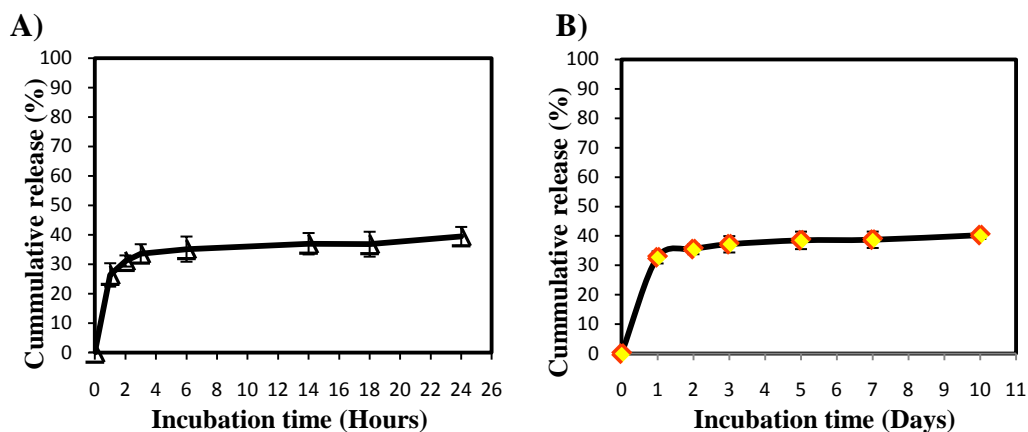 A)
Cummulative release (%)
100
90
80
70
60
50
40
30
20
10
0
0 2 4 6 8 10 12 14 16 18 20 22 24 26
Incubation time (Hours)
B)
Cummulative release (%)
100
90
80
70
60
50
40
30
20
10
0
0 1 2 3 4 5 6 7 8 9 10 11
Incubation time (Days)